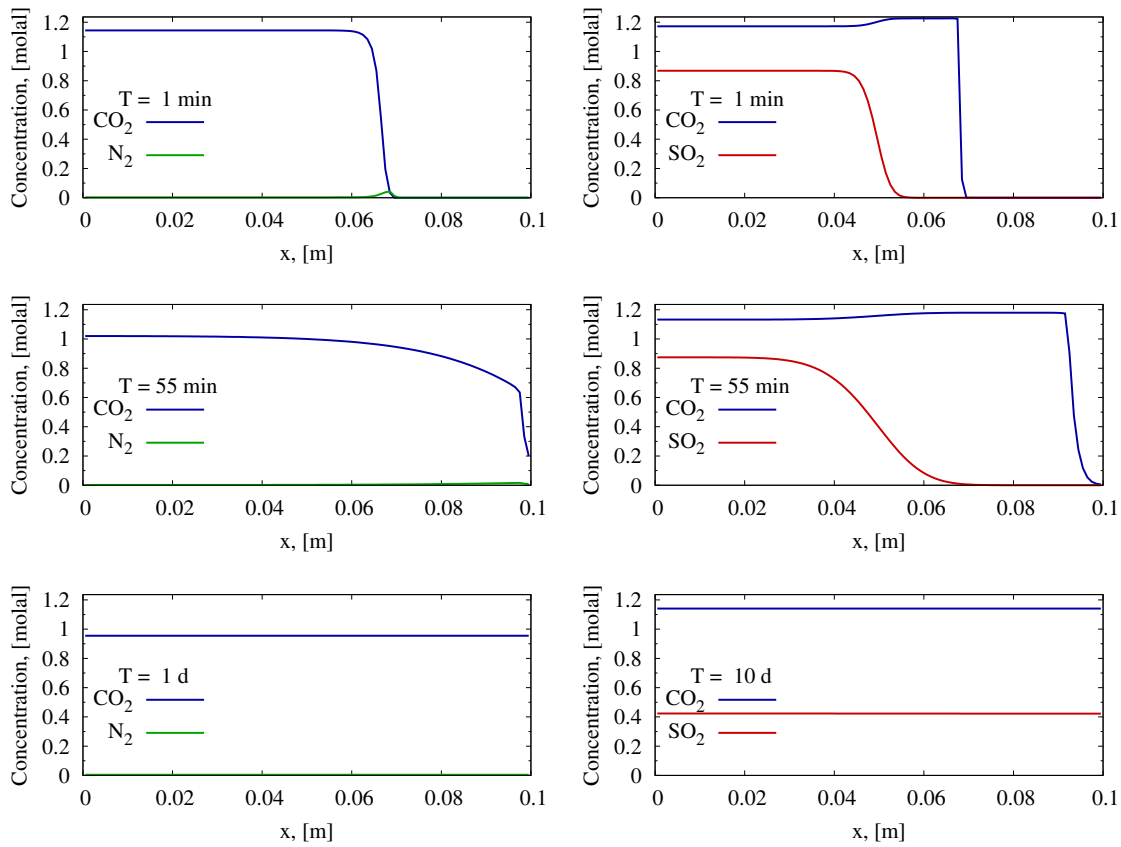 Concentration, [molal]
1.2
1
0.8
0.6
0.4
0.2
0
T = 1 min
CO2
N2
0 0.02 0.04 0.06 0.08 0.1
x, [m]
Concentration, [molal]
1.2
1
0.8
0.6
0.4
0.2
0
T = 1 min
CO2
SO2
0 0.02 0.04 0.06 0.08 0.1
x, [m]
Concentration, [molal]
1.2
1
0.8
0.6
0.4
0.2
0
T = 55 min
CO2
N2
0 0.02 0.04 0.06 0.08 0.1
x, [m]
Concentration, [molal]
1.2
1
0.8
0.6
0.4
0.2
0
T = 55 min
CO2
SO2
0 0.02 0.04 0.06 0.08 0.1
x, [m]
Concentration, [molal]
1.2
1
0.8
0.6
0.4
0.2
0
T = 1 d
CO2
N2
0 0.02 0.04 0.06 0.08 0.1
x, [m]
Concentration, [molal]
1.2
1
0.8
0.6
0.4
0.2
0
T = 10 d
CO2
SO2
0 0.02 0.04 0.06 0.08 0.1
x, [m]